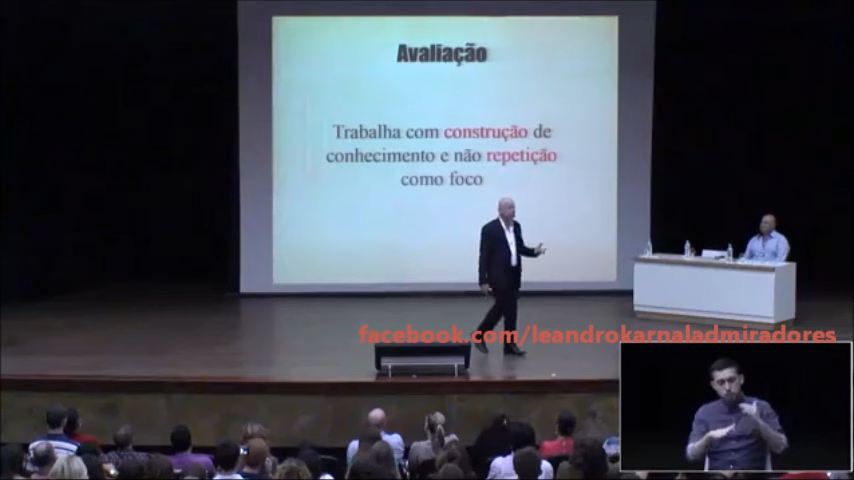 Avaliação
Trabalha com construção de
conhecimento e não repetição
como foco
facebook.com/leandrokarnaladmiradores